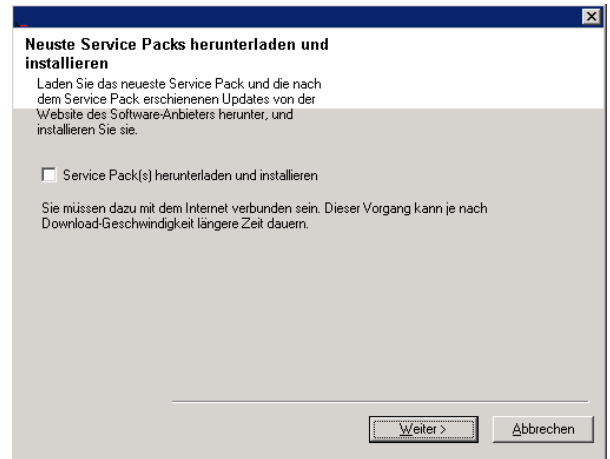 Neuste Service Packs herunterladen und
installieren
Laden Sie das neueste Service Pack und die nach
dem Service Pack erschienenen Updates von der
Website des Software-Anbieters herunter, und
installieren Sie sie.
Service Pack(s) herunterladen und installieren
Sie müssen dazu mit dem Internet verbunden sein. Dieser Vorgang kann je nach
Download-Geschwindigkeit längere Zeit dauern.
Weiter >
Abbrechen